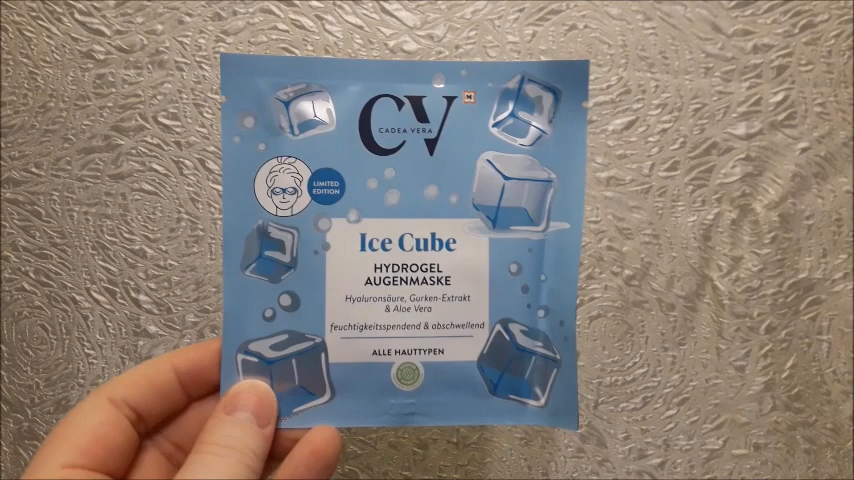 CV
CADEA VERA
LIMITED
EDITION
Ice Cube
HYDROGEL
AUGENMASKE
Hyaluronsäure, Gurken-Extrakt
& Aloe Vera
feuchtigkeitsspendend & abschwellend
ALLE HAUTTYPEN